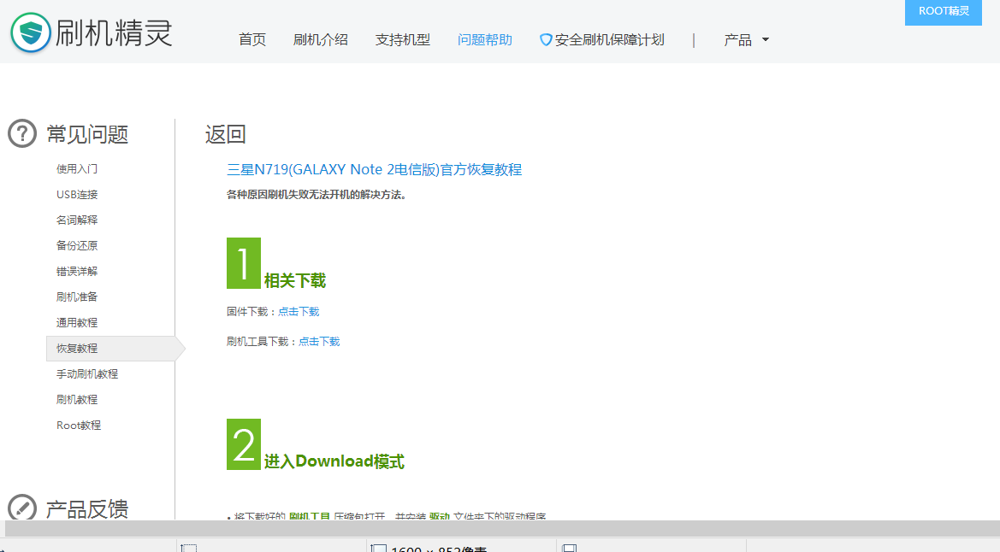 刷机精灵
首页 刷机介绍 支持机型 问题帮助 安全刷机保障计划 | 产品
ROOT精灵
常见问题
使用入门
USB连接
名词解释
备份还原
错误详解
刷机准备
通用教程
恢复教程
手动刷机教程
刷机教程
Root教程
产品反馈
返回
三星N719(GALAXY Note 2电信版)官方恢复教程
各种原因刷机失败无法开机的解决方法。
1 相关下载
固件下载：点击下载
刷机工具下载：点击下载
2 进入Download模式
• 将下载好的 刷机工具 压缩包打开，并安装 驱动 文件夹下的驱动程序
1600 × 852像素